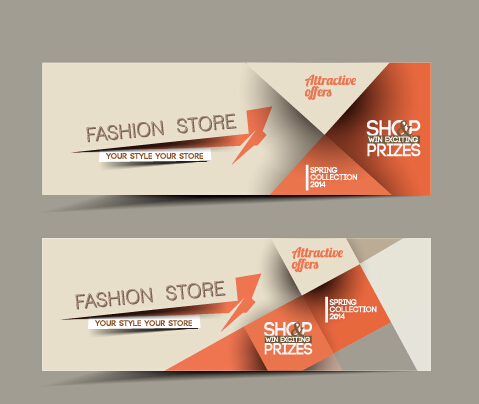 Attractive
offers
FASHION STORE
YOUR STYLE YOUR STORE
SHOP
&
WIN EXCITING
PRIZES
SPRING
COLLECTION
2014
Attractive
offers
FASHION STORE
YOUR STYLE YOUR STORE
SPRING
COLLECTION
2014
SHOP
&
WIN EXCITING
PRIZES